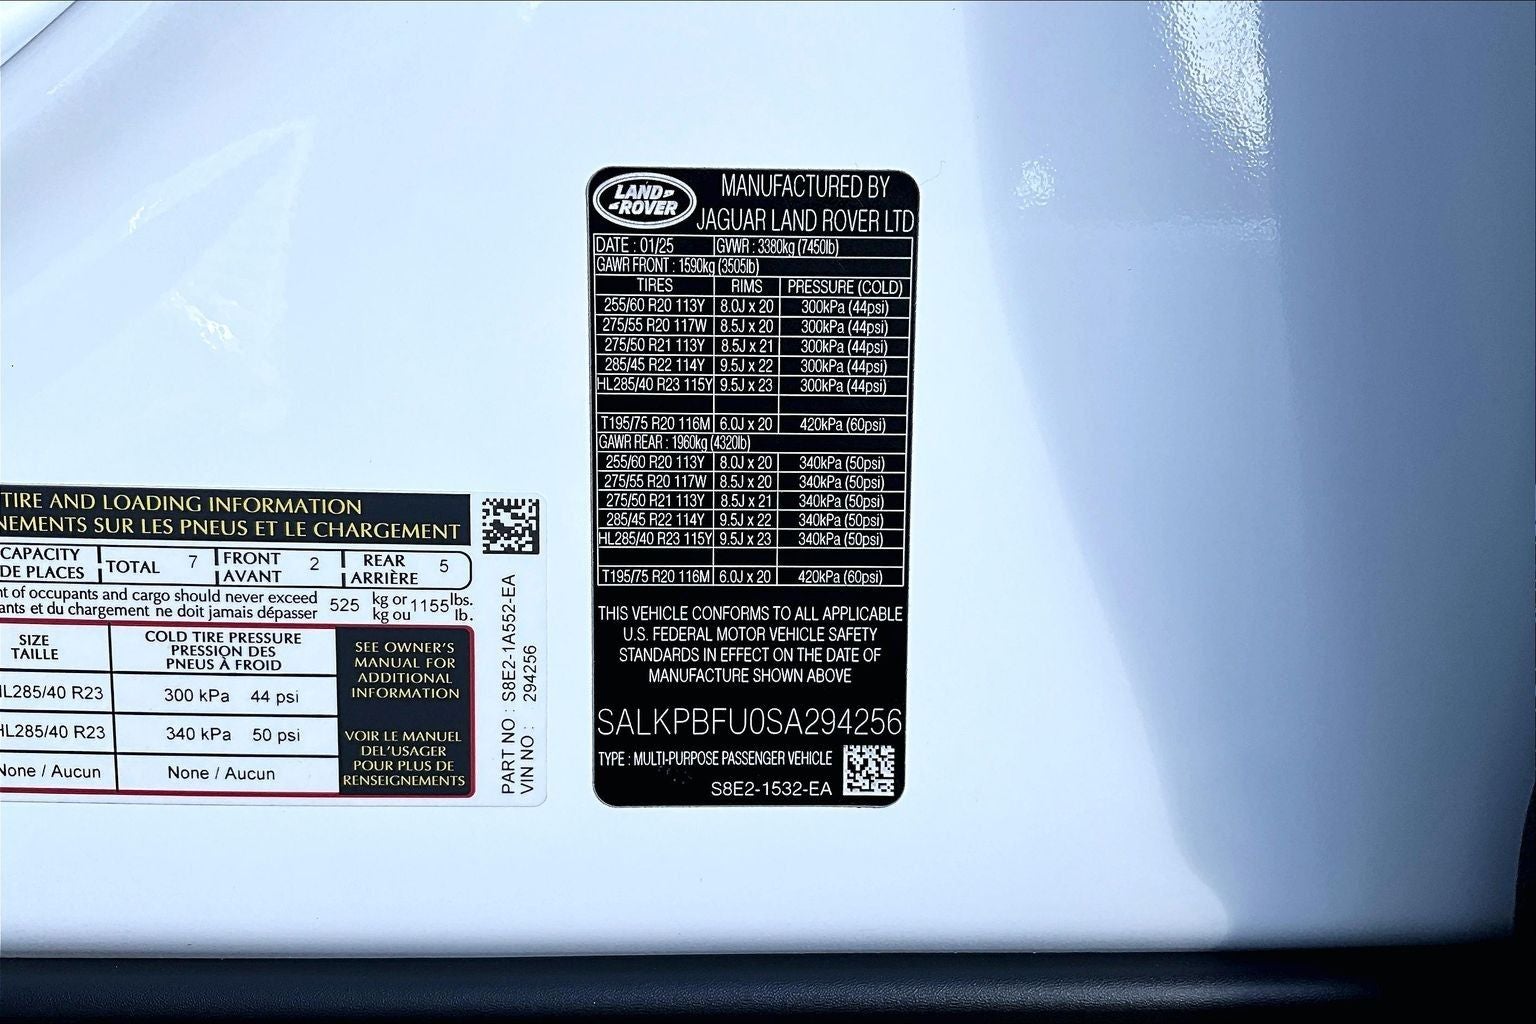 LAND ROVER
MANUFACTURED BY
JAGUAR LAND ROVER LTD
DATE : 01/25 GVWR : 3380kg (7450lb)
GAWR FRONT : 1590kg (3505lb)
TIRES RIMS PRESSURE (COLD)
255/60 R20 113Y 8.0J x 20 300kPa (44psi)
275/55 R20 117W 8.5J x 20 300kPa (44psi)
275/50 R21 113Y 8.5J x 21 300kPa (44psi)
285/45 R22 114Y 9.5J x 22 300kPa (44psi)
HL285/40 R23 115Y 9.5J x 23 300kPa (44psi)
T195/75 R20 116M 6.0J x 20 420kPa (60psi)
GAWR REAR : 1960kg (4320lb)
255/60 R20 113Y 8.0J x 20 340kPa (50psi)
275/55 R20 117W 8.5J x 20 340kPa (50psi)
275/50 R21 113Y 8.5J x 21 340kPa (50psi)
285/45 R22 114Y 9.5J x 22 340kPa (50psi)
HL285/40 R23 115Y 9.5J x 23 340kPa (50psi)
T195/75 R20 116M 6.0J x 20 420kPa (60psi)
THIS VEHICLE CONFORMS TO ALL APPLICABLE
U.S. FEDERAL MOTOR VEHICLE SAFETY
STANDARDS IN EFFECT ON THE DATE OF
MANUFACTURE SHOWN ABOVE
SALKPBFU0SA294256
TYPE : MULTI-PURPOSE PASSENGER VEHICLE
S8E2-1532-EA
TIRE AND LOADING INFORMATION
NEMENTS SUR LES PNEUS ET LE CHARGEMENT
CAPACITY TOTAL 7 FRONT 2 REAR 5
DE PLACES AVANT ARRIÈRE
nt of occupants and cargo should never exceed 525 kg or 1155 lbs.
ants et du chargement ne doit jamais dépasser kg ou lb.
SIZE
TAILLE
COLD TIRE PRESSURE
PRESSION DES
PNEUS À FROID
HL285/40 R23 300 kPa 44 psi
HL285/40 R23 340 kPa 50 psi
None / Aucun None / Aucun
SEE OWNER'S
MANUAL FOR
ADDITIONAL
INFORMATION
VOIR LE MANUEL
DEL'USAGER
POUR PLUS DE
RENSEIGNEMENTS
PART NO : S8E2-1A552-EA
VIN NO : 294256